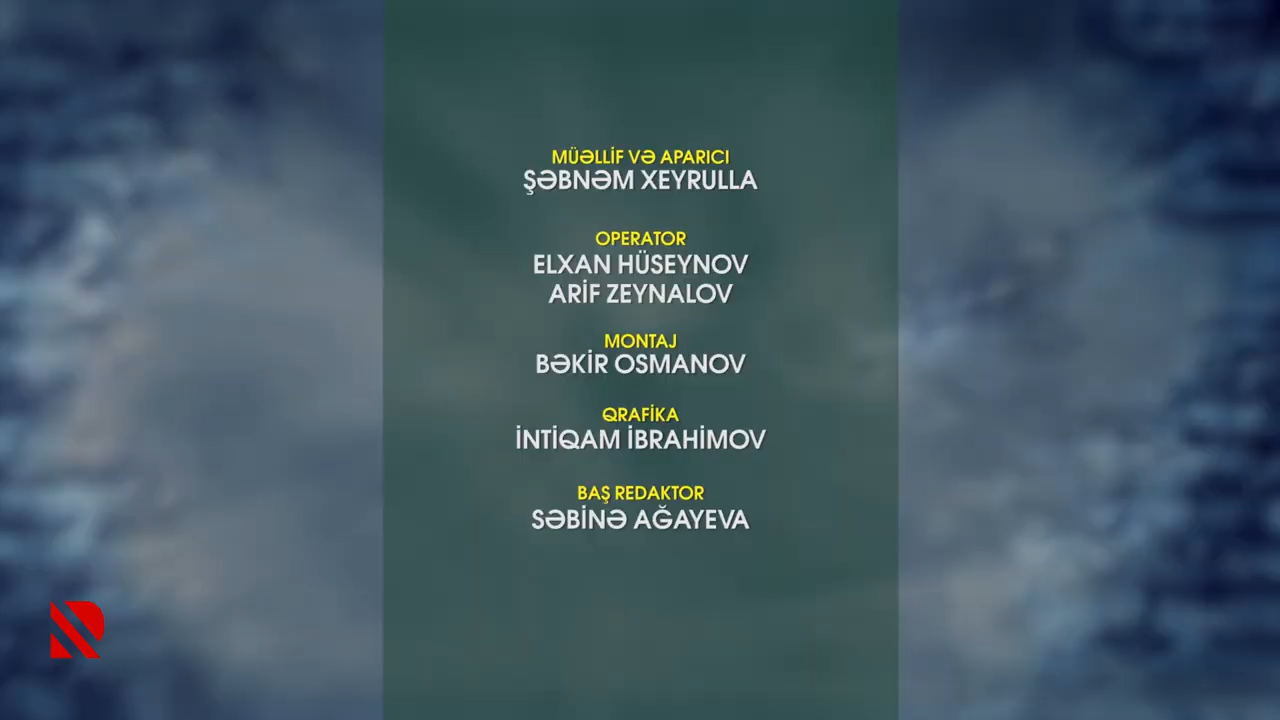 MÜƏLLİF VƏ APARICI
ŞƏBNƏM XEYRULLA
OPERATOR
ELXAN HÜSEYNOV
ARİF ZEYNALOV
MONTAJ
BƏKİR OSMANOV
QRAFİKA
İNTİQAM İBRAHİMOV
BAŞ REDAKTOR
SƏBİNƏ AĞAYEVA